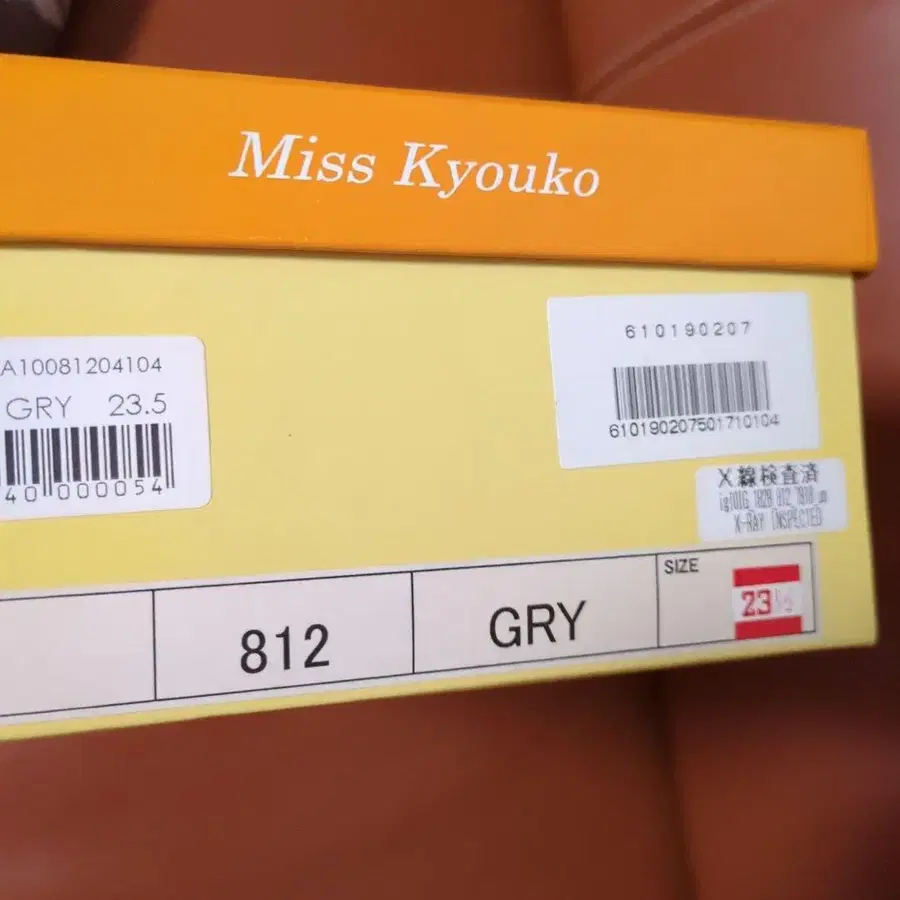 Miss Kyouko
A10081204104
GRY 23.5
40 000054
610190207
610190207501710104
X線検査済
X-RAY INSPECTED
812
GRY
SIZE
23½